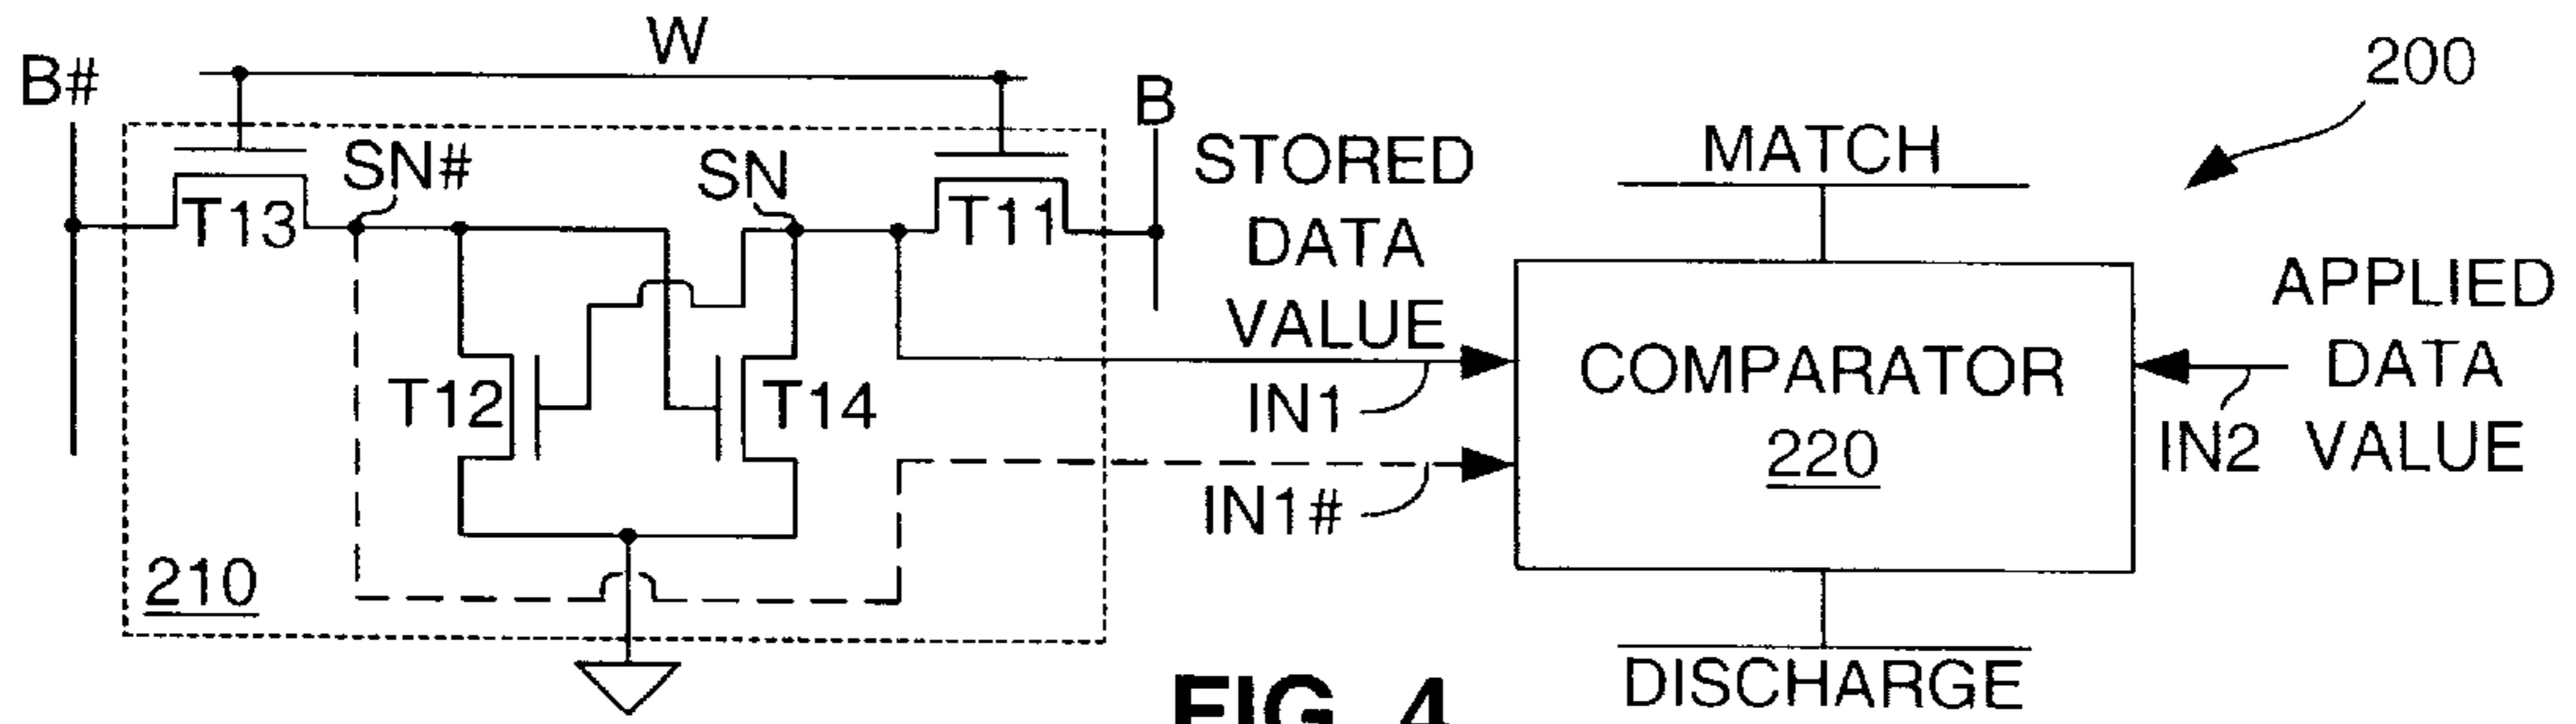 W
B#
B
200
SN#
SN
STORED
DATA
VALUE
MATCH
T13
T11
APPLIED
DATA
VALUE
COMPARATOR
220
T12
T14
IN1
IN2
IN1#
210
DISCHARGE
FIG. 4